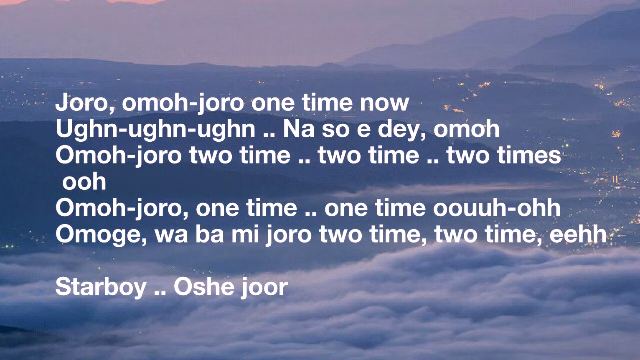 Joro, omoh-joro one time now
Ughn-ughn-ughn .. Na so e dey, omoh
Omoh-joro two time .. two time .. two times
ooh
Omoh-joro, one time .. one time oouuh-ohh
Omoge, wa ba mi joro two time, two time, eehh
Starboy .. Oshe joor